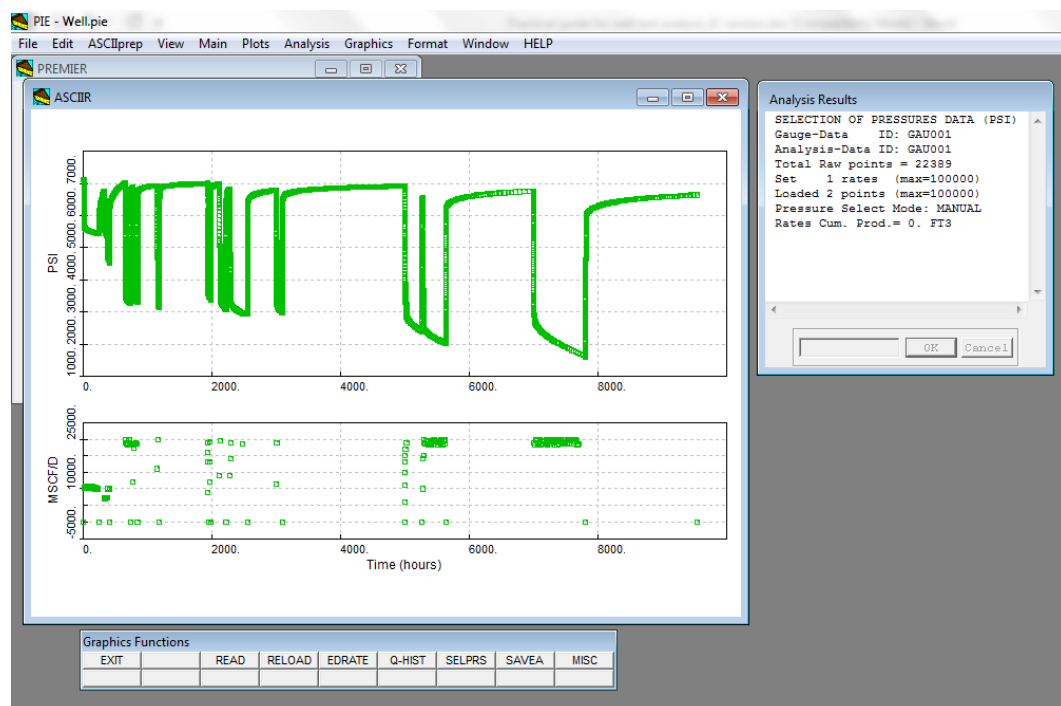 PIE - Well.pie
File Edit ASCIIprep View Main Plots Analysis Graphics Format Window HELP
PREMIER
ASCIIR
7000.
6000.
5000.
4000.
3000.
2000.
1000.
PSI
0. 2000. 4000. 6000. 8000.
25000.
10000.
-5000.
MSCF/D
0. 2000. 4000. 6000. 8000.
Time (hours)
Analysis Results
SELECTION OF PRESSURES DATA (PSI)
Gauge-Data ID: GAU001
Analysis-Data ID: GAU001
Total Raw points = 22389
Set 1 rates (max=100000)
Loaded 2 points (max=100000)
Pressure Select Mode: MANUAL
Rates Cum. Prod.= 0. FT3
OK Cancel
Graphics Functions
EXIT READ RELOAD EDRATE Q-HIST SELPRS SAVEA MISC